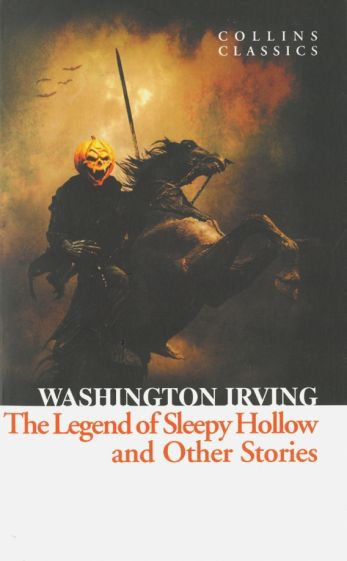 COLLINS
CLASSICS
WASHINGTON IRVING
The Legend of Sleepy Hollow
and Other Stories